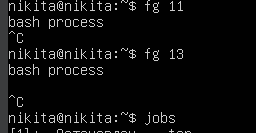 nikita@nikita:~$ fg 11
bash process
^C
nikita@nikita:~$ fg 13
bash process
^C
nikita@nikita:~$ jobs